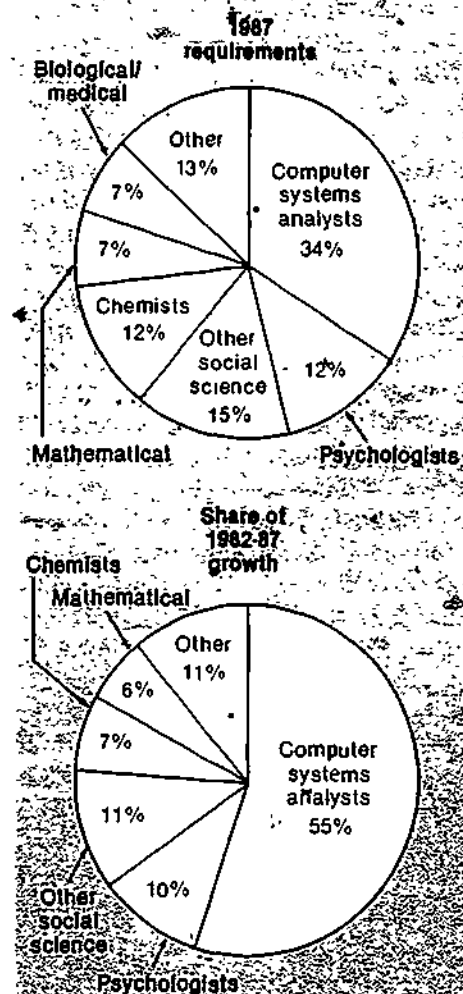 1987
requirements
Biological/
medical
Other
13%
Computer
systems
analysts
34%
7%
7%
Chemists
12%
Other
social
science
15%
12%
Mathematical
Psychologists
Share of
1982-87
growth
Chemists
Mathematical
Other
11%
6%
7%
Computer
systems
analysts
55%
11%
10%
Other
social
science
Psychologists